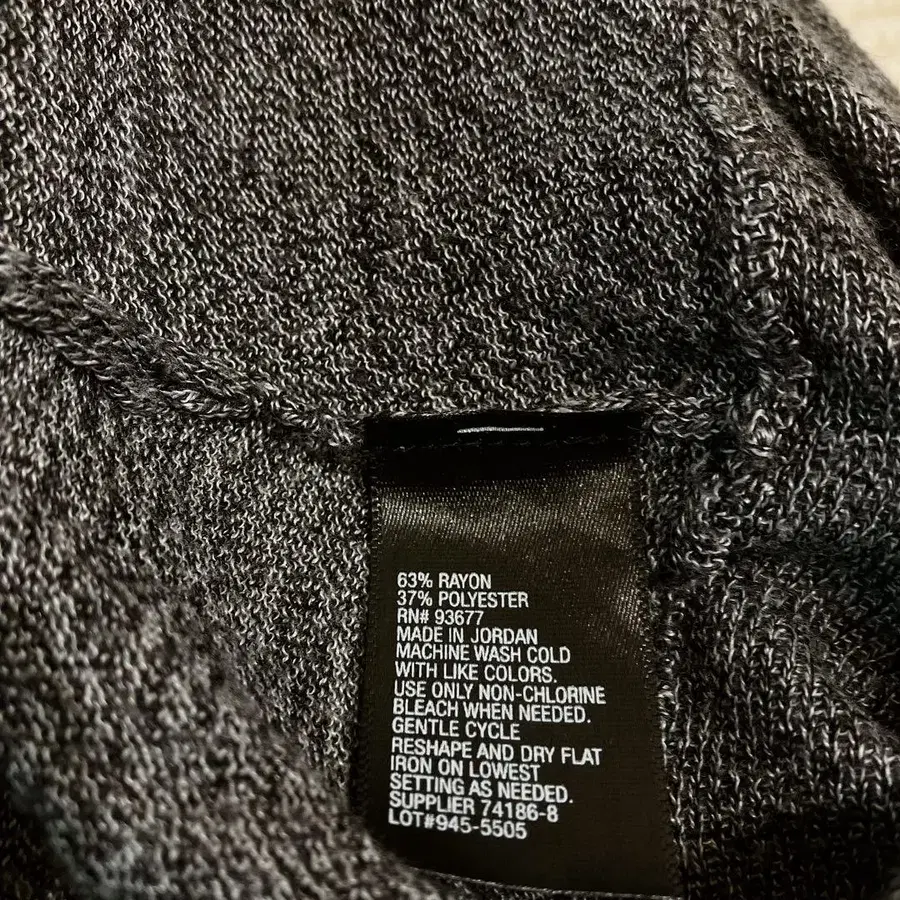 63% RAYON
37% POLYESTER
RN# 93677
MADE IN JORDAN
MACHINE WASH COLD
WITH LIKE COLORS.
USE ONLY NON-CHLORINE
BLEACH WHEN NEEDED.
GENTLE CYCLE
RESHAPE AND DRY FLAT
IRON ON LOWEST
SETTING AS NEEDED.
SUPPLIER 74186-8
LOT#945-5505